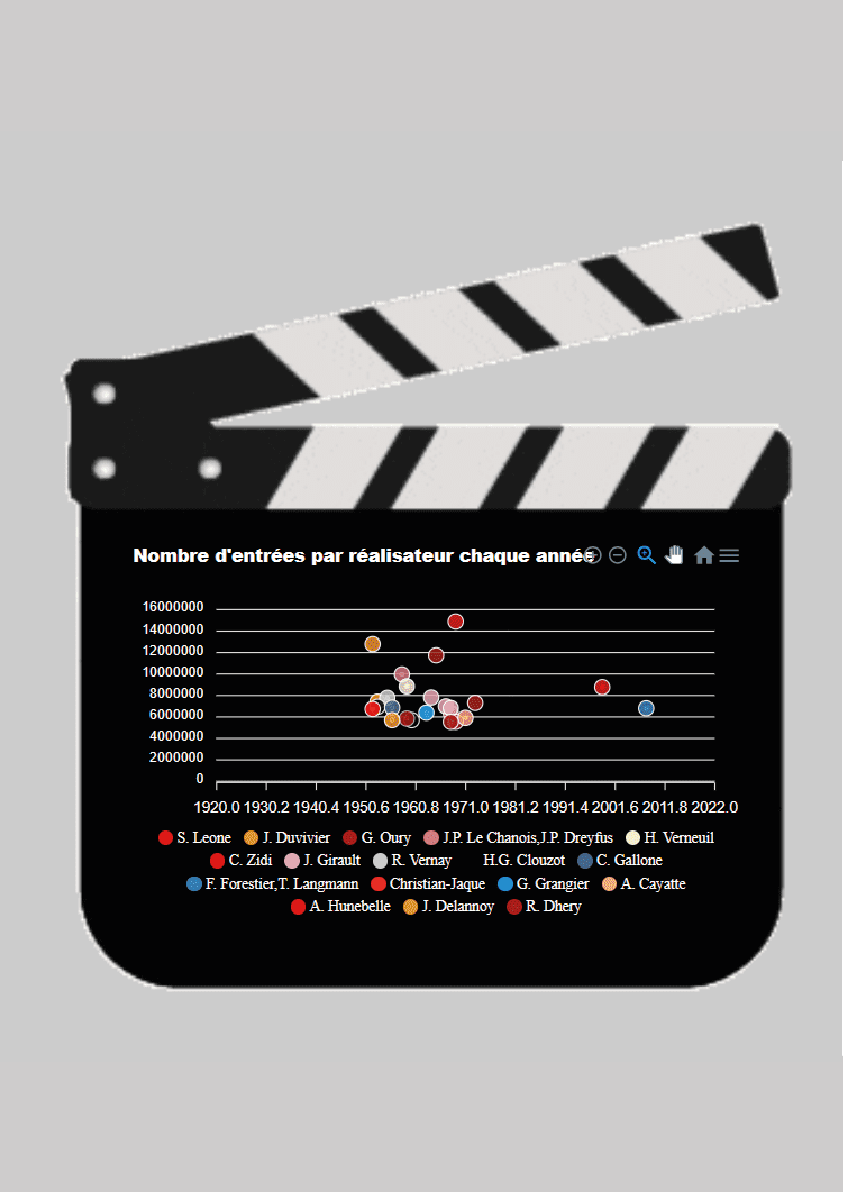 Nombre d'entrées par réalisateur chaque année
16000000
14000000
12000000
10000000
8000000
6000000
4000000
2000000
0
1920.0 1930.2 1940.4 1950.6 1960.8 1971.0 1981.2 1991.4 2001.6 2011.8 2022.0
S. Leone J. Duvivier G. Oury J.P. Le Chanois,J.P. Dreyfus H. Verneuil
C. Zidi J. Girault R. Vernay H.G. Clouzot C. Gallone
F. Forestier,T. Langmann Christian-Jaque G. Grangier A. Cayatte
A. Hunebelle J. Delannoy R. Dhery